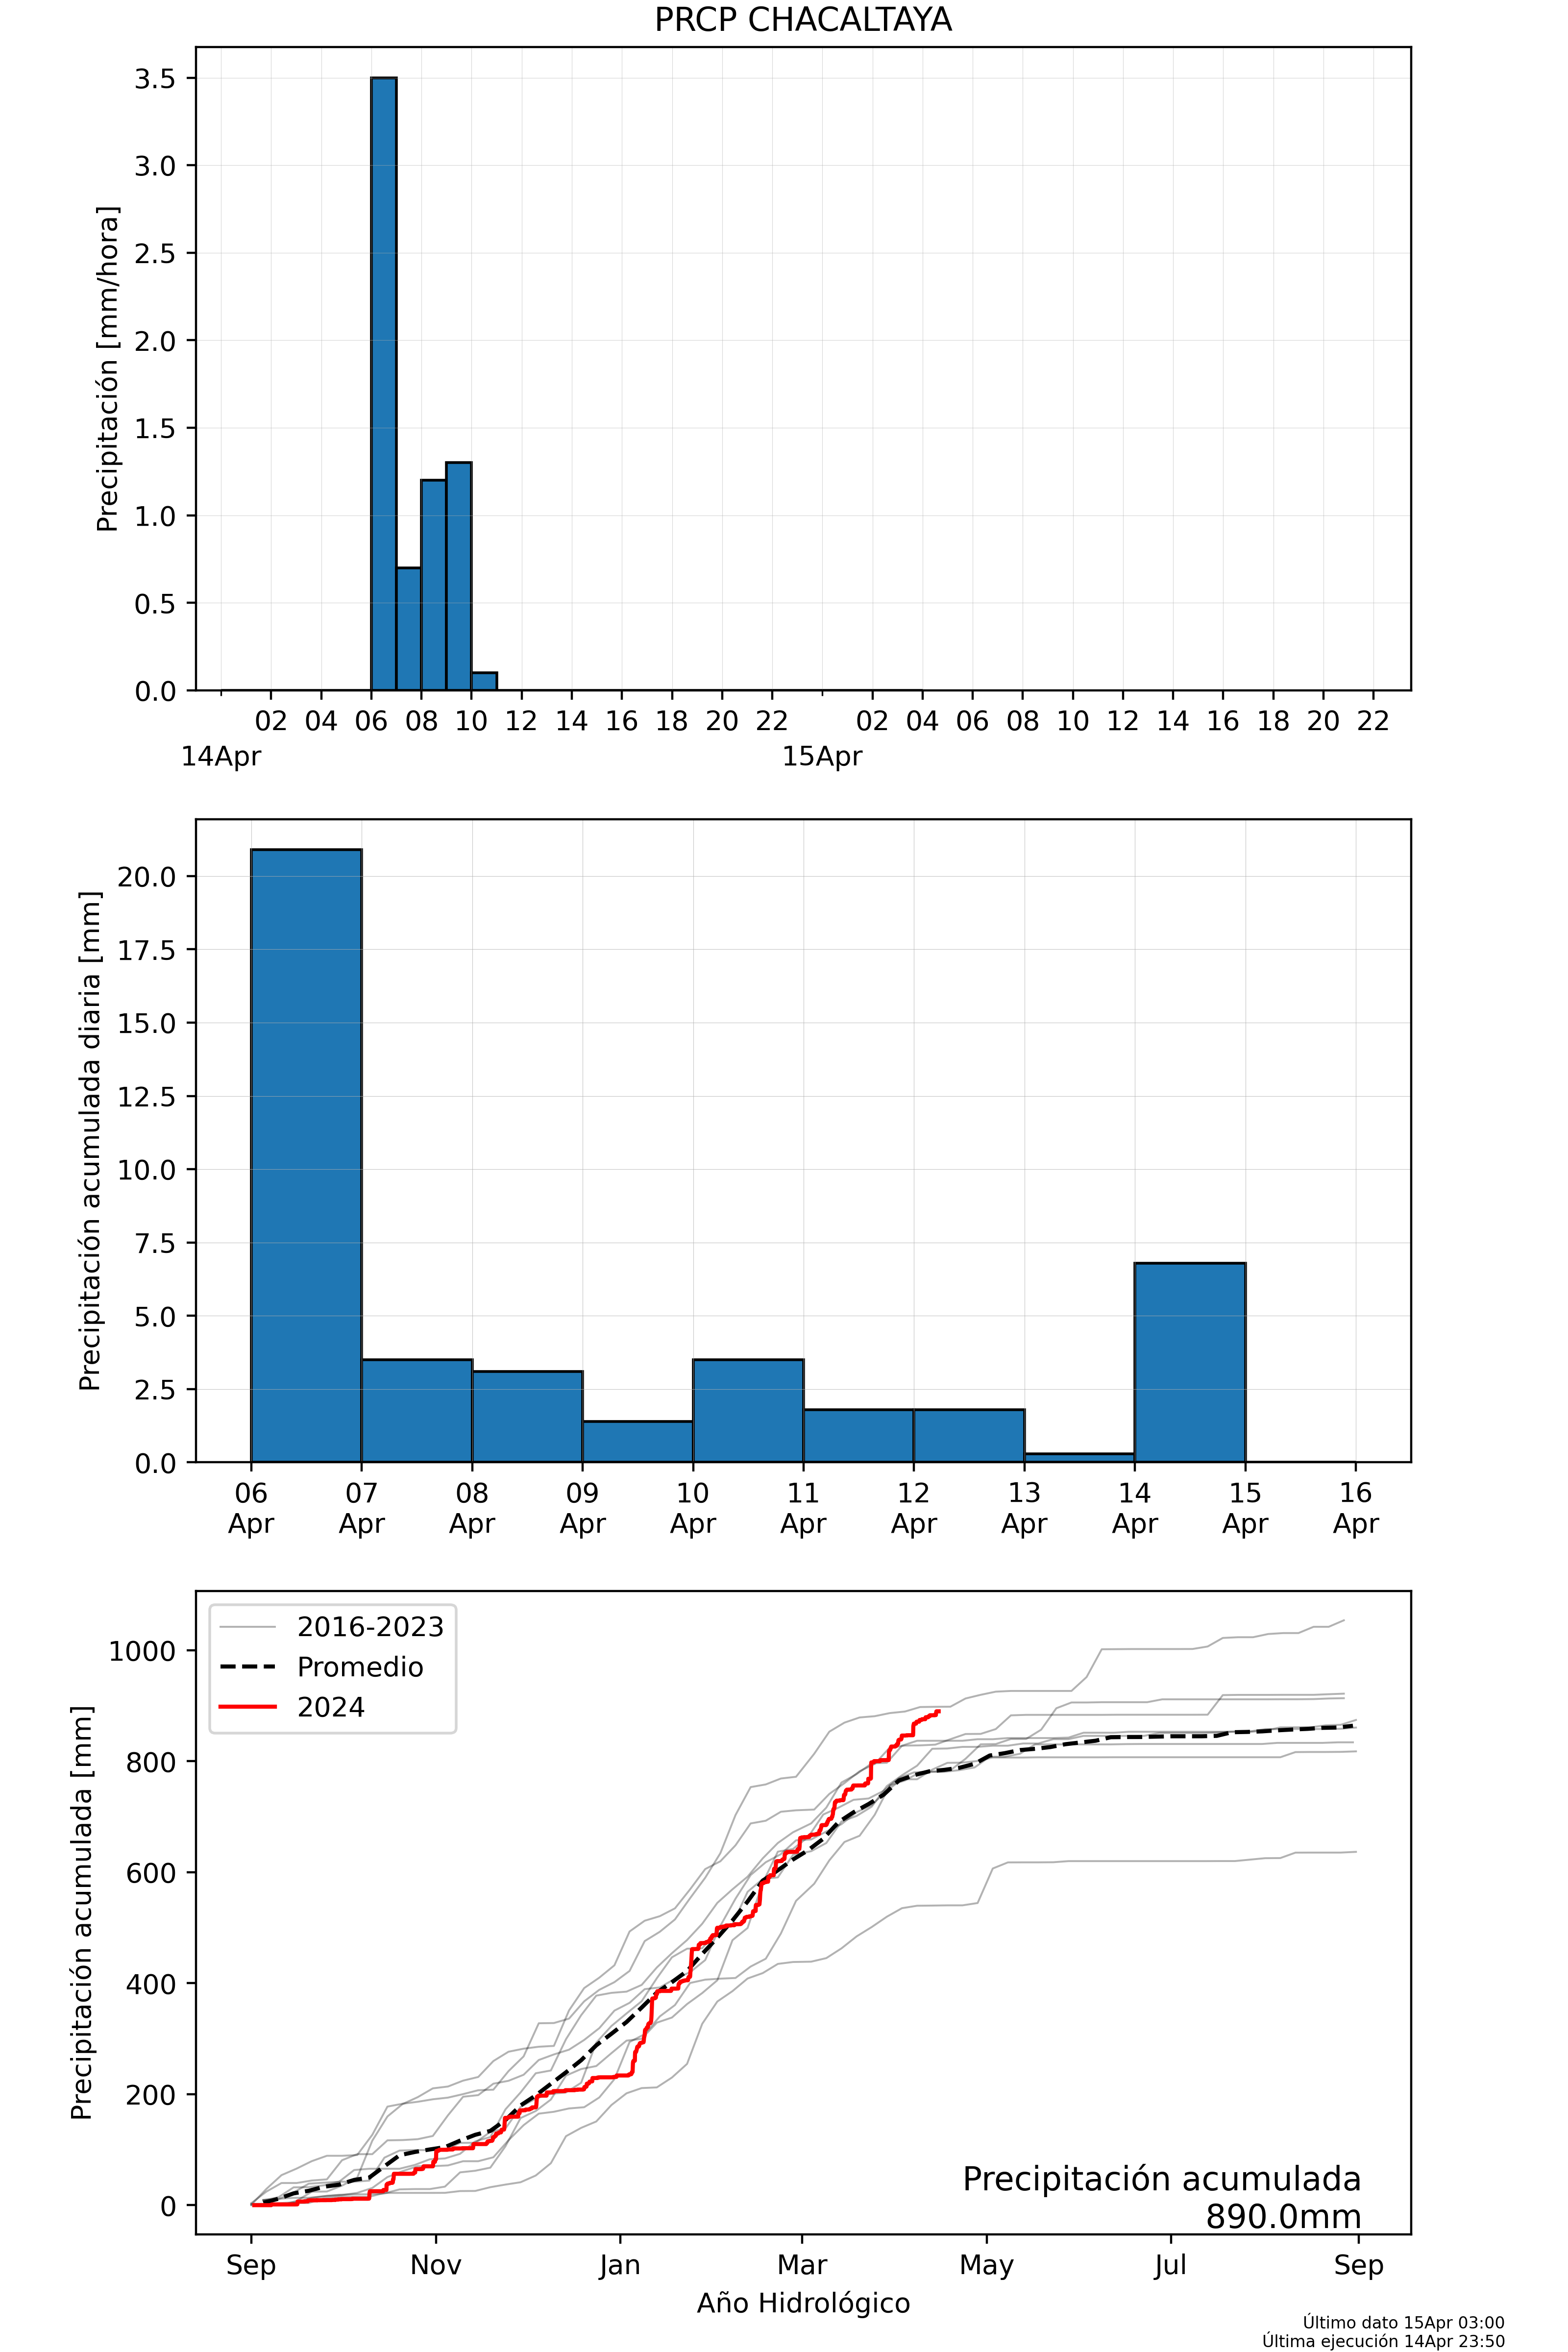 PRCP CHACALTAYA
Precipitación [mm/hora]
3.5
3.0
2.5
2.0
1.5
1.0
0.5
0.0
02 04 06 08 10 12 14 16 18 20 22 02 04 06 08 10 12 14 16 18 20 22
14Apr 15Apr
Precipitación acumulada diaria [mm]
20.0
17.5
15.0
12.5
10.0
7.5
5.0
2.5
0.0
06 07 08 09 10 11 12 13 14 15 16
Apr Apr Apr Apr Apr Apr Apr Apr Apr Apr Apr
Precipitación acumulada [mm]
1000
800
600
400
200
0
2016-2023
Promedio
2024
Precipitación acumulada
890.0mm
Sep Nov Jan Mar May Jul Sep
Año Hidrológico
Último dato 15Apr 03:00
Última ejecución 14Apr 23:50